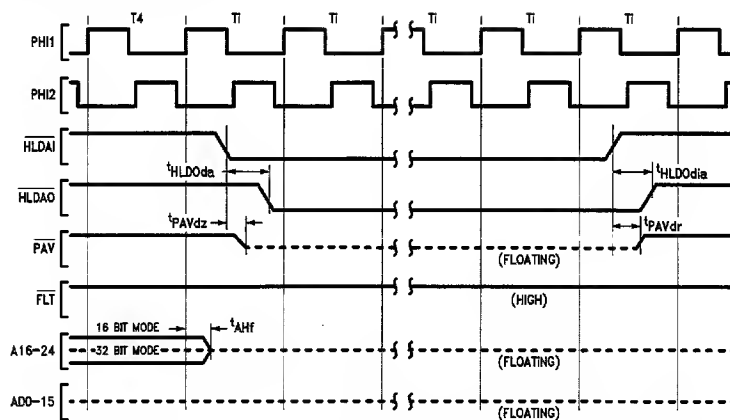 T4 Ti Ti Ti Ti Ti
PHI1
PHI2
HLDAI
tHLDOda
tHLDOdia
HLDAO
tPAVdz
tPAVdr
PAV
(FLOATING)
FLT
(HIGH)
16 BIT MODE
tAHf
A16-24
32 BIT MODE
(FLOATING)
AD0-15
(FLOATING)